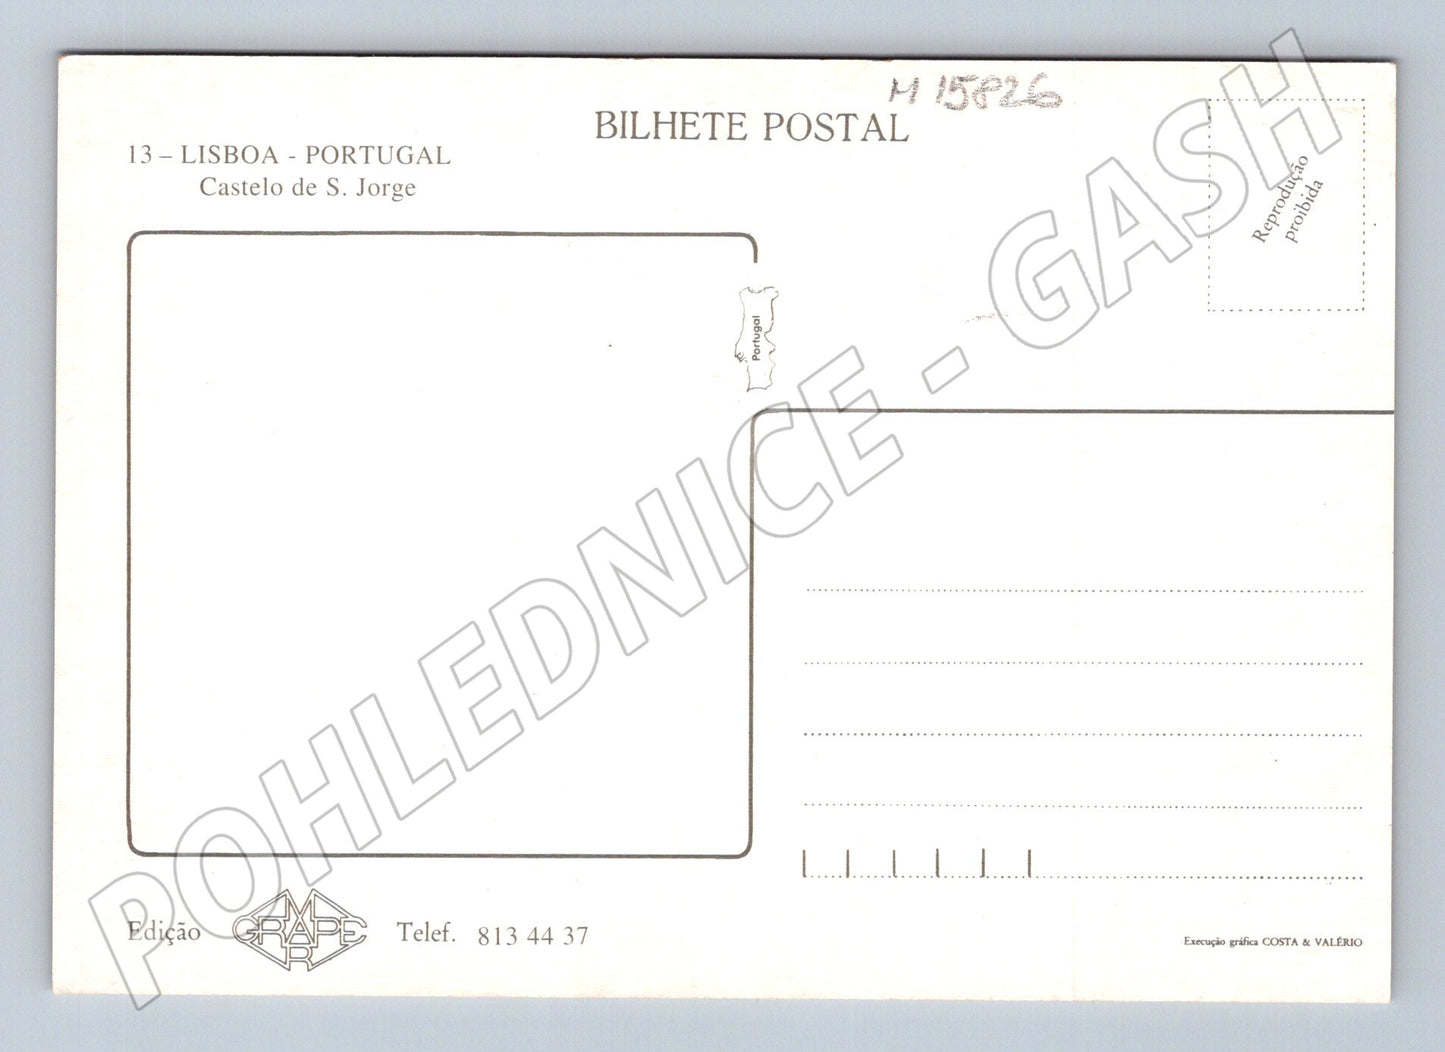 M 15826
BILHETE POSTAL
13 – LISBOA - PORTUGAL
Castelo de S. Jorge
Reprodução
proibida
Portugal
POHLEDNICE - GASH
Edição
GRAPE
MAR
Telef. 813 44 37
Execução gráfica COSTA & VALÉRIO